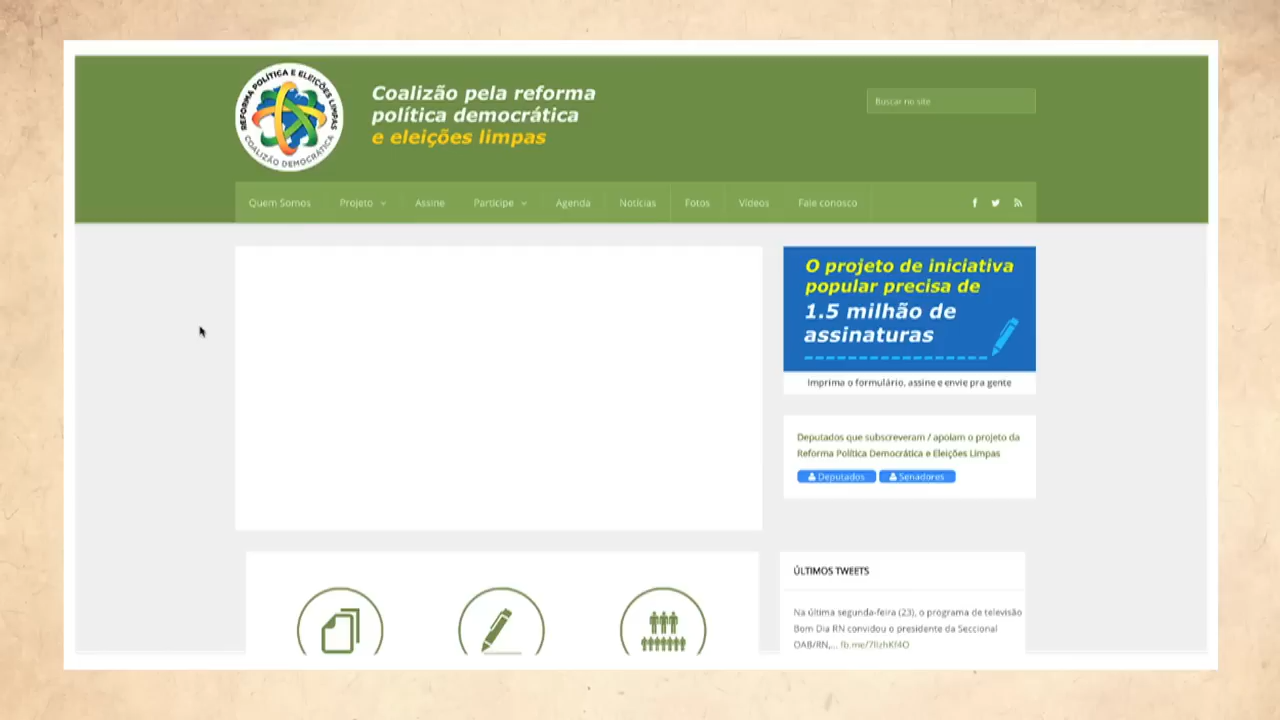 REFORMA POLÍTICA E ELEIÇÕES LIMPAS
COALIZÃO DEMOCRÁTICA
Coalizão pela reforma
política democrática
e eleições limpas
Buscar no site
Quem Somos Projeto Assine Participe Agenda Notícias Fotos Vídeos Fale conosco
O projeto de iniciativa
popular precisa de
1.5 milhão de
assinaturas
Imprima o formulário, assine e envie pra gente
Deputados que subscreveram / apoiam o projeto da
Reforma Política Democrática e Eleições Limpas
Deputados Senadores
ÚLTIMOS TWEETS
Na última segunda-feira (23), o programa de televisão
Bom Dia RN convidou o presidente da Seccional
OAB/RN,...